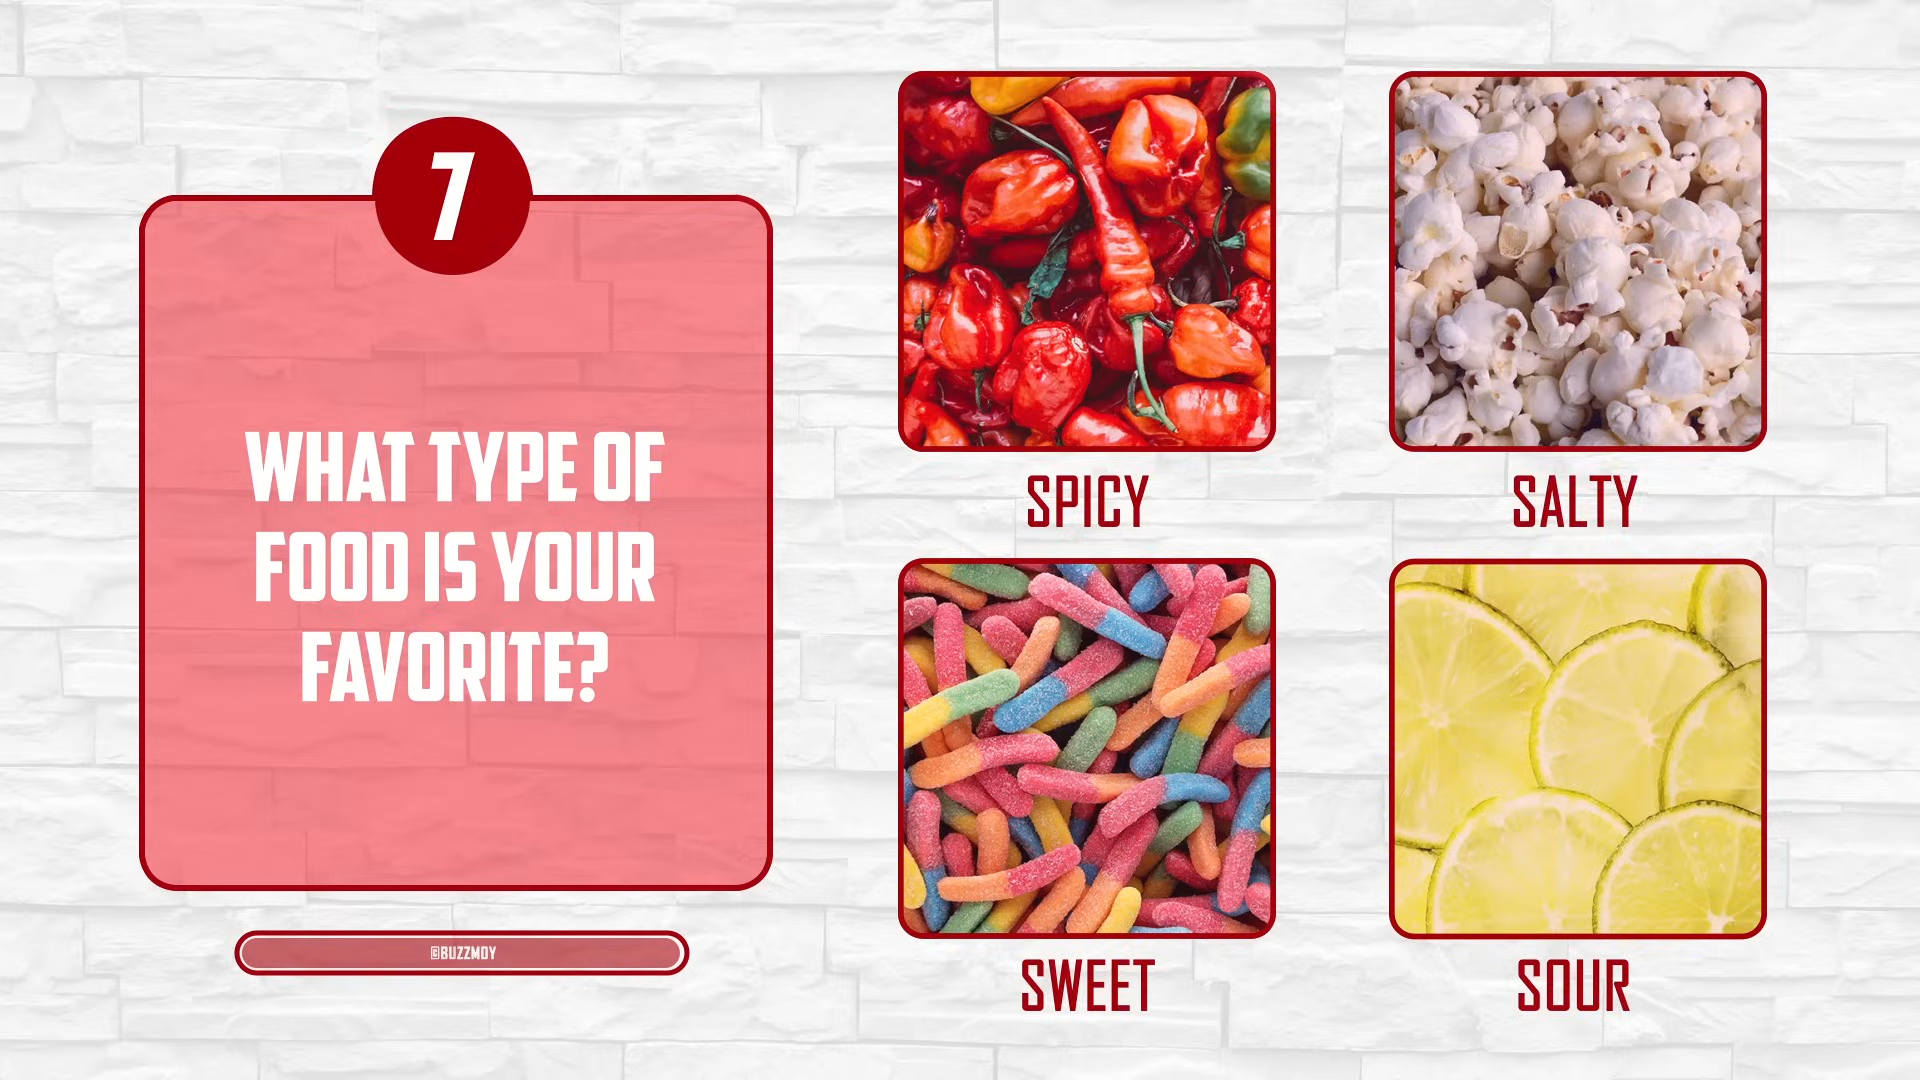 7
WHAT TYPE OF
FOOD IS YOUR
FAVORITE?
©BUZZMOY
SPICY
SALTY
SWEET
SOUR